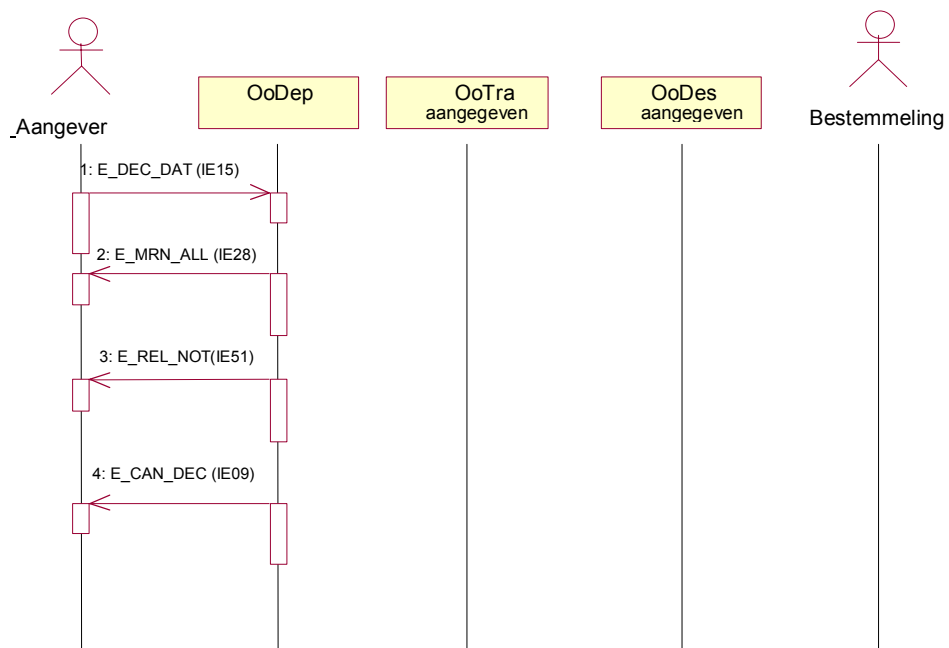 OoDep
OoTra
aangegeven
OoDes
aangegeven
_Aangever
Bestemmeling
1: E_DEC_DAT (IE15)
2: E_MRN_ALL (IE28)
3: E_REL_NOT(IE51)
4: E_CAN_DEC (IE09)